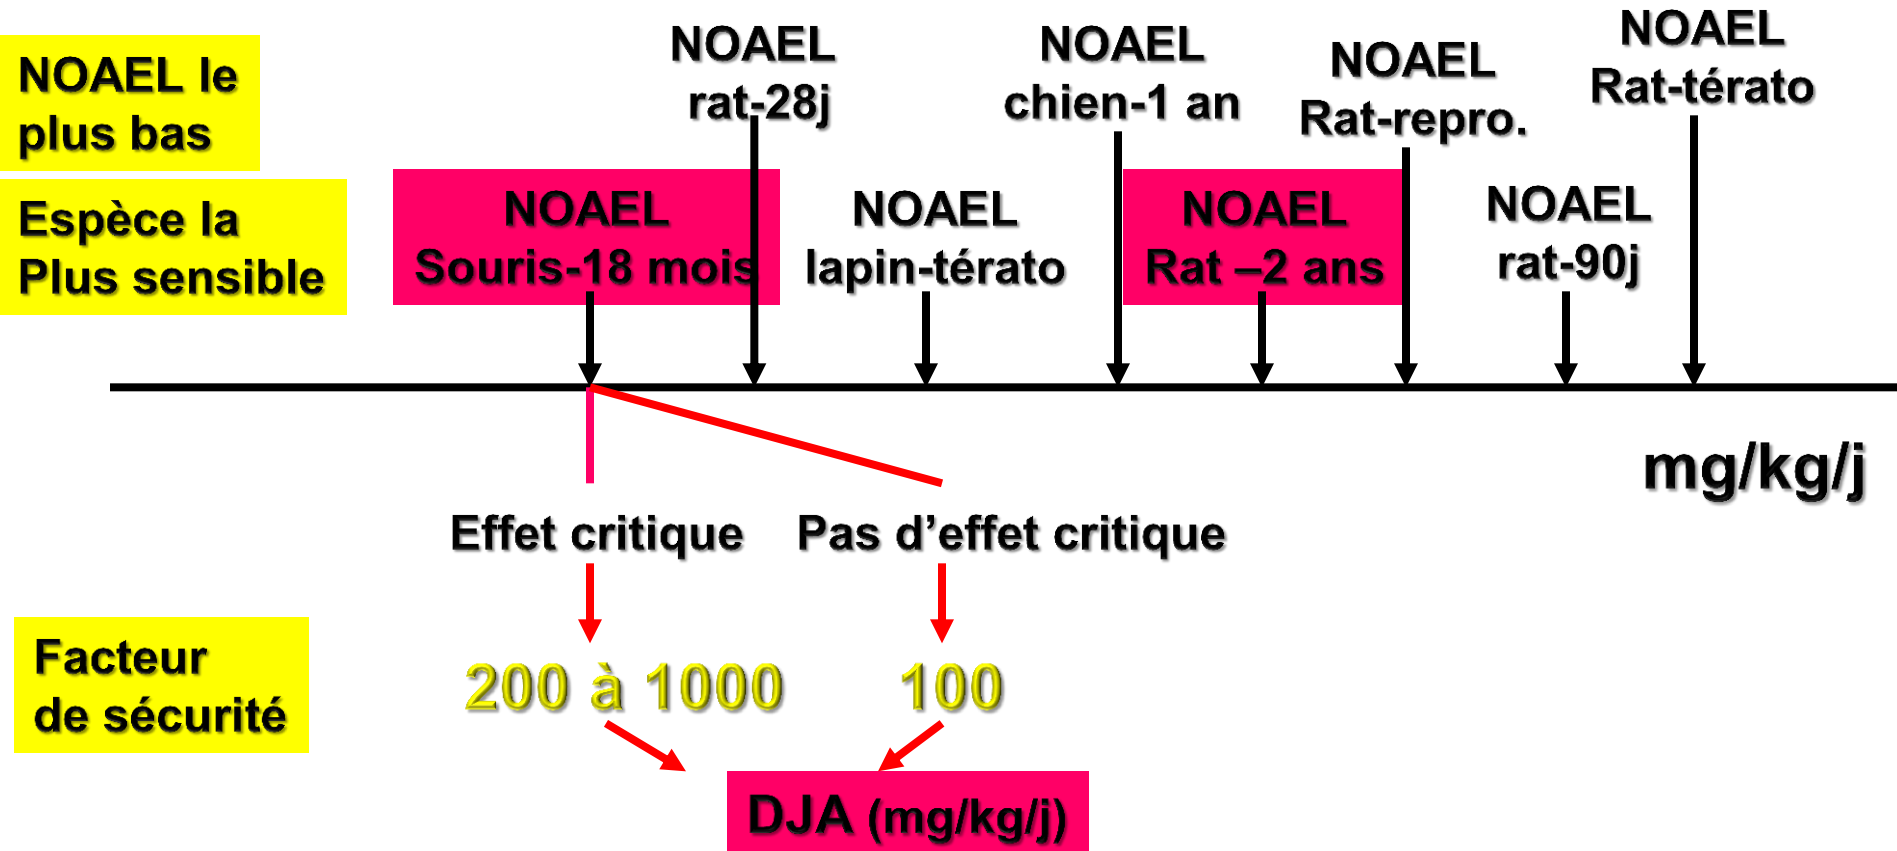 NOAEL le
plus bas
Espèce la
Plus sensible
NOAEL
rat-28j
NOAEL
chien-1 an
NOAEL
Rat-repro.
NOAEL
Rat-térato
NOAEL
Souris-18 mois
NOAEL
lapin-térato
NOAEL
Rat –2 ans
NOAEL
rat-90j
mg/kg/j
Effet critique
Pas d’effet critique
Facteur
de sécurité
200 à 1000
100
DJA (mg/kg/j)